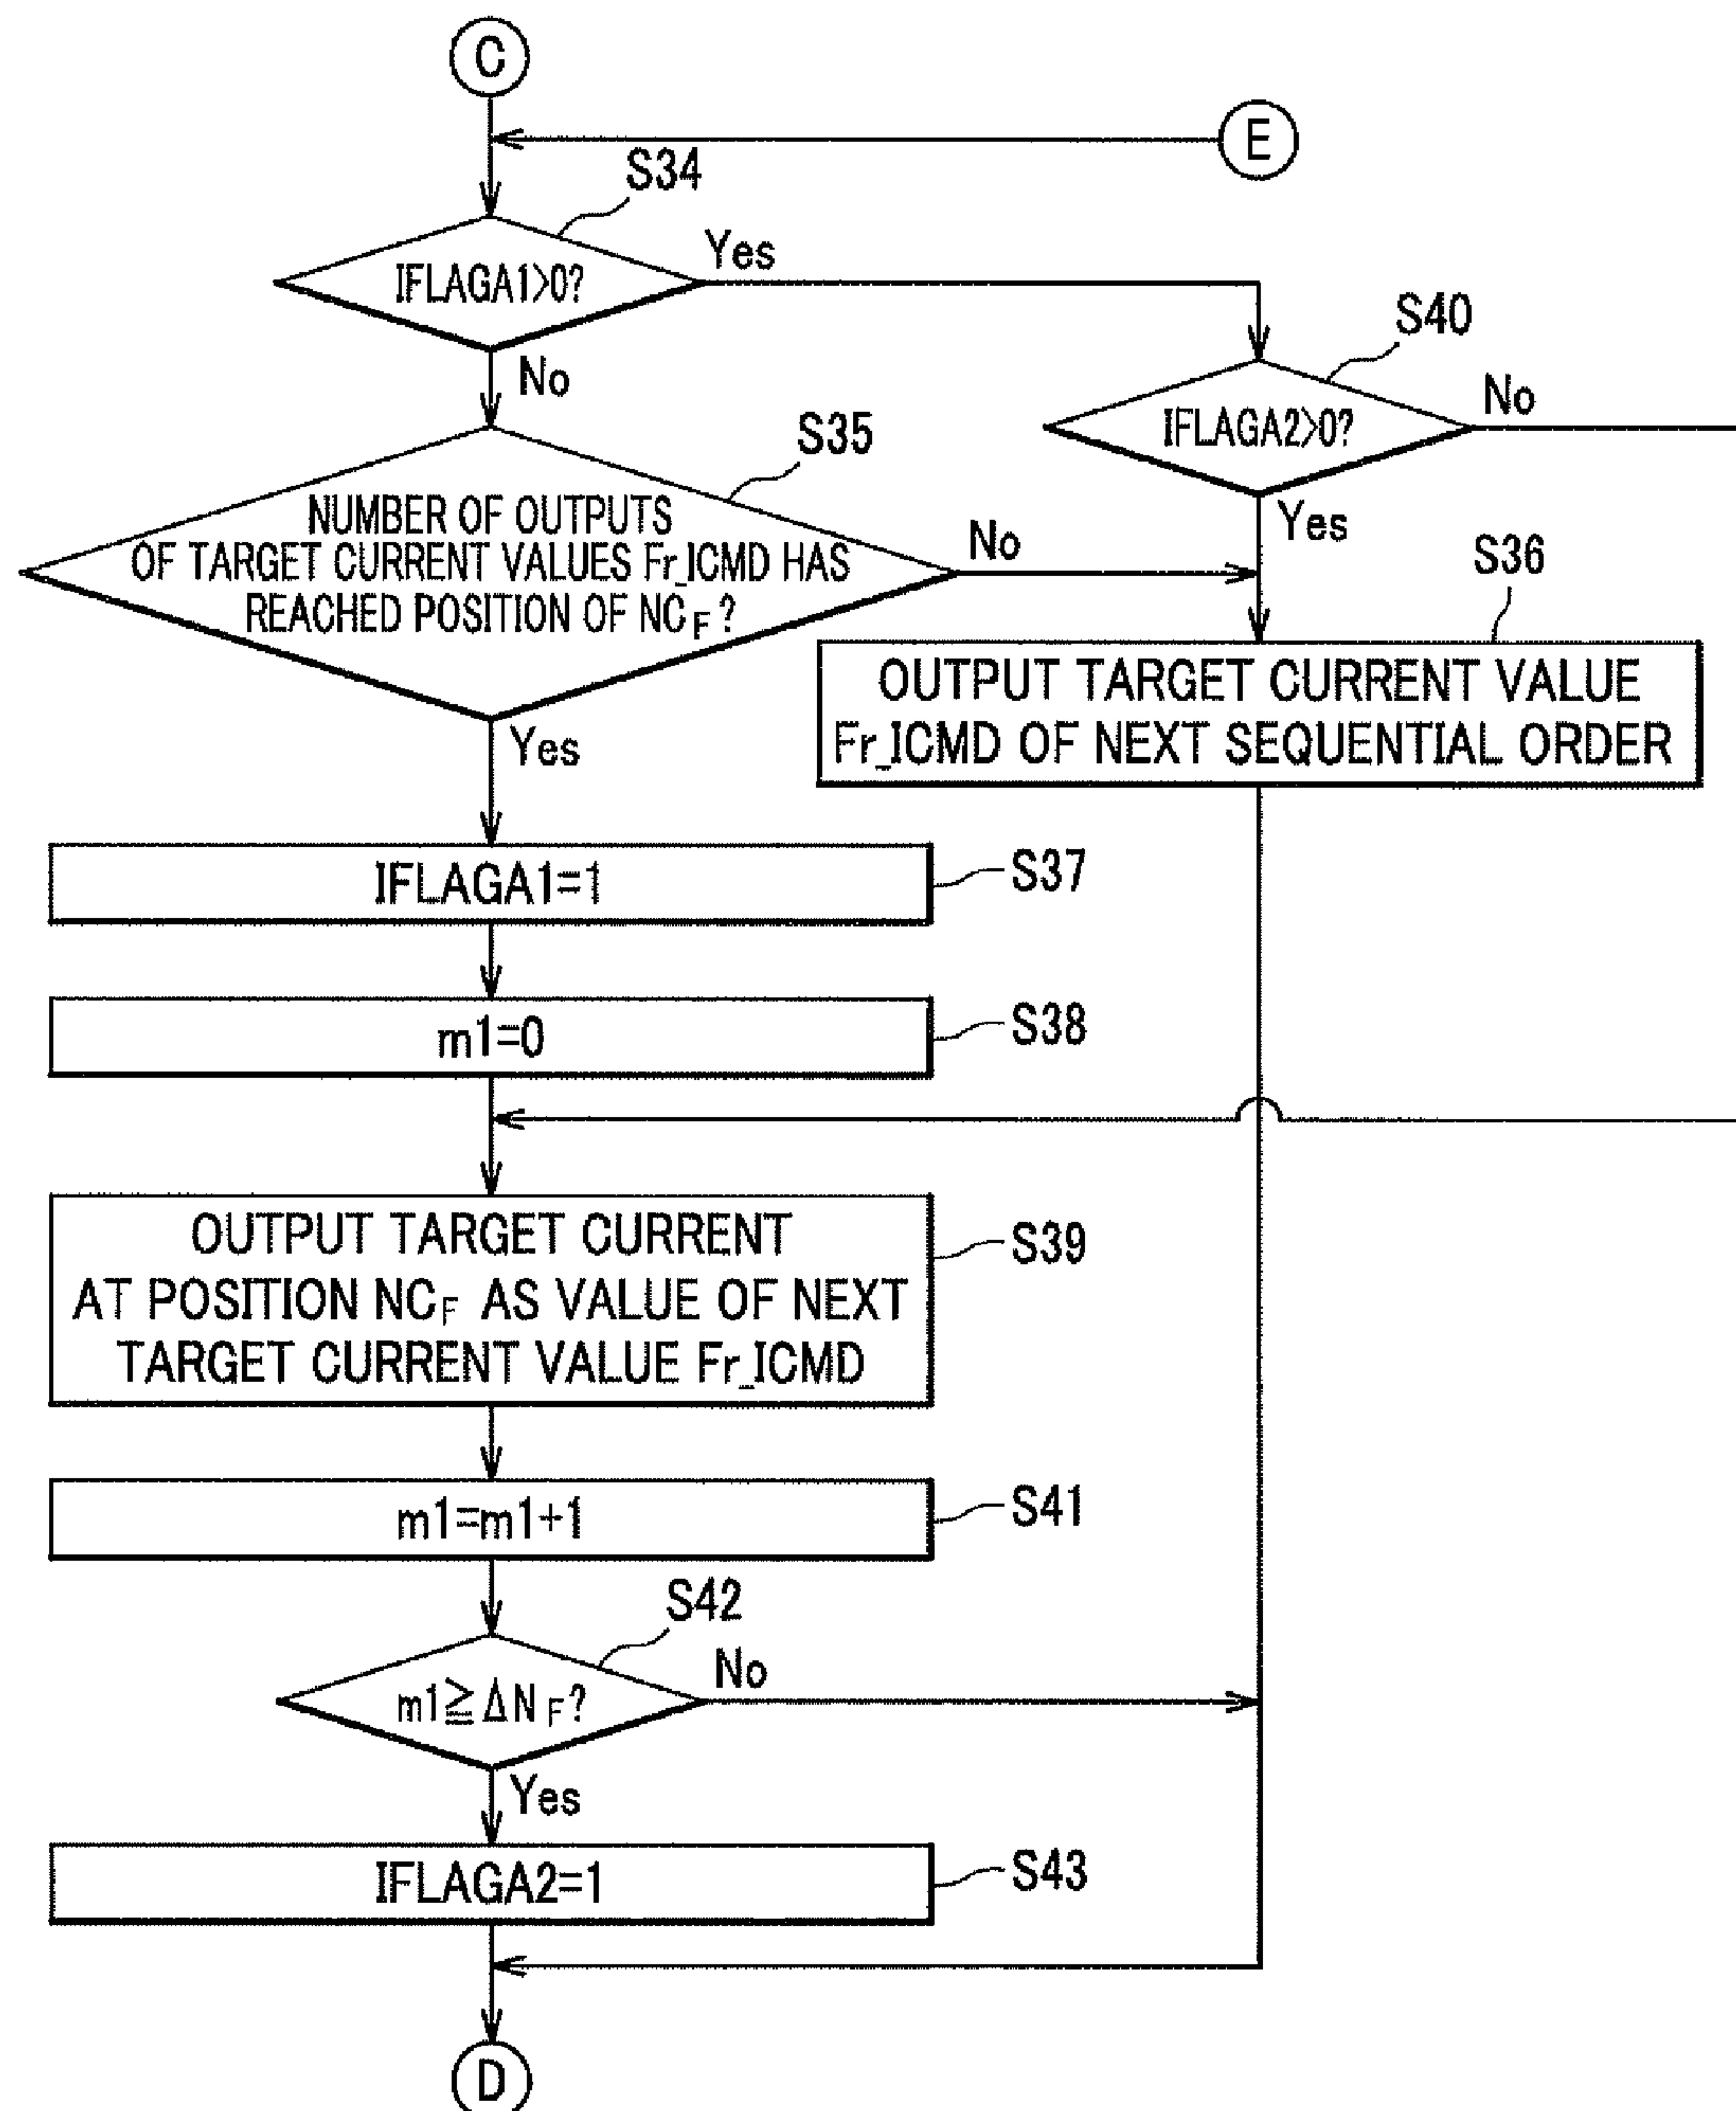 C
E
S34
IFLAGA1>0?
Yes
No
S40
IFLAGA2>0?
No
Yes
S35
NUMBER OF OUTPUTS
OF TARGET CURRENT VALUES Fr_ICMD HAS
REACHED POSITION OF NCF?
No
Yes
S36
OUTPUT TARGET CURRENT VALUE
Fr_ICMD OF NEXT SEQUENTIAL ORDER
IFLAGA1=1
S37
m1=0
S38
OUTPUT TARGET CURRENT
AT POSITION NCF AS VALUE OF NEXT
TARGET CURRENT VALUE Fr_ICMD
S39
m1=m1+1
S41
S42
m1≧ΔNF?
No
Yes
IFLAGA2=1
S43
D